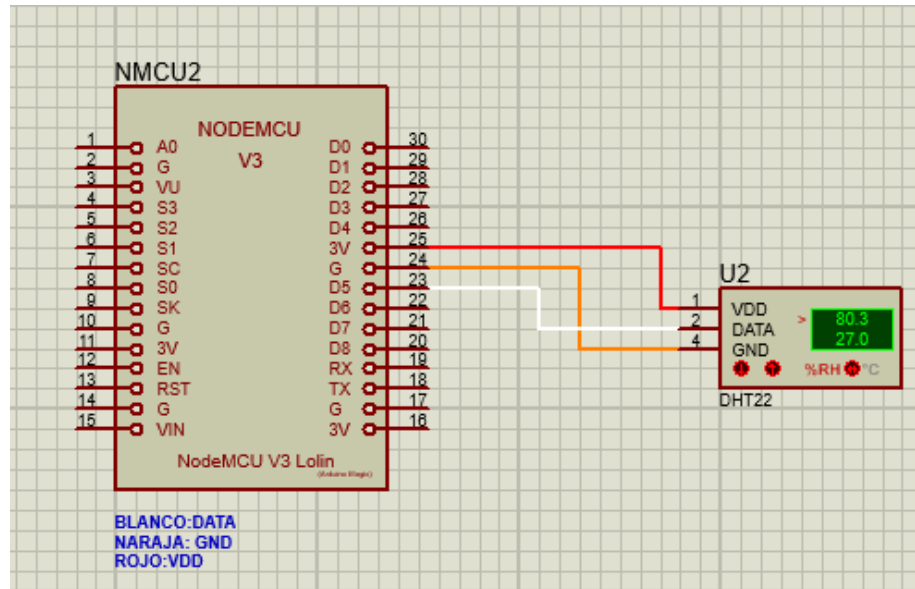 NMCU2
NODEMCU
V3
1 A0 D0 30
2 G D1 29
3 VU D2 28
4 S3 D3 27
5 S2 D4 26
6 S1 3V 25
7 SC G 24
8 S0 D5 23
9 SK D6 22
10 G D7 21
11 3V D8 20
12 EN RX 19
13 RST TX 18
14 G G 17
15 VIN 3V 16
NodeMCU V3 Lolin
U2
1 VDD > 80.3
2 DATA 27.0
4 GND
%RH °C
DHT22
BLANCO:DATA
NARAJA: GND
ROJO:VDD